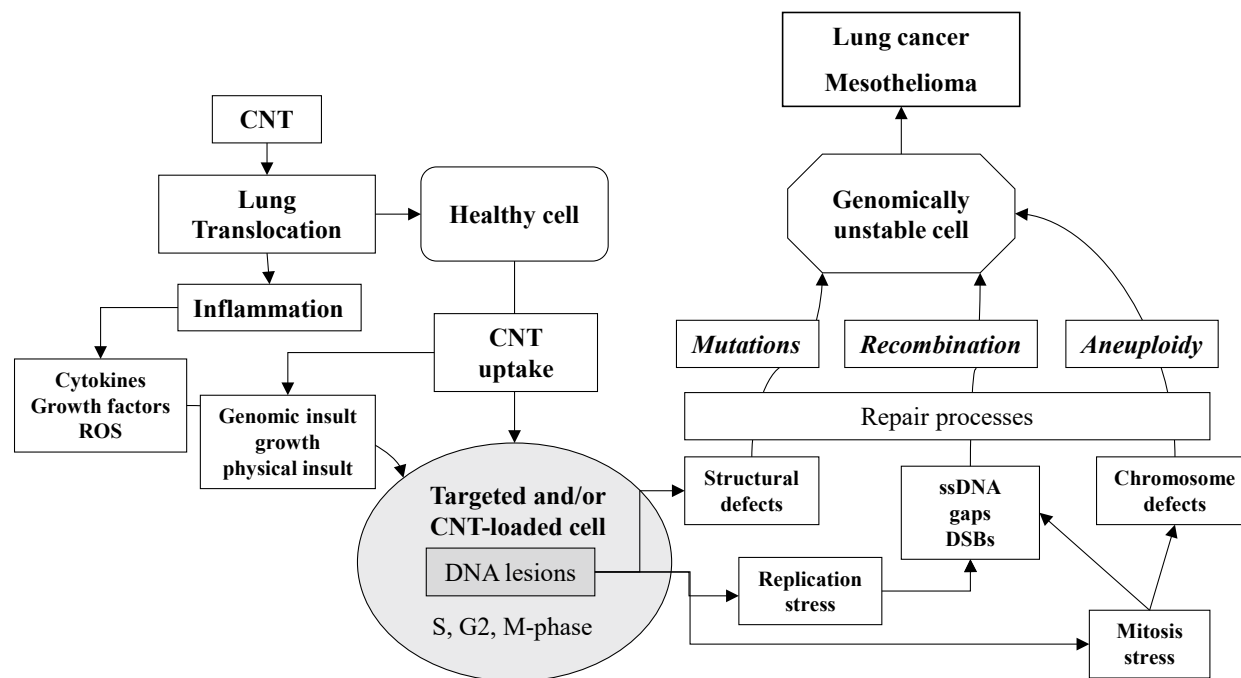 CNT
Lung
Translocation
Healthy cell
Inflammation
CNT
uptake
Cytokines
Growth factors
ROS
Genomic insult
growth
physical insult
Targeted and/or
CNT-loaded cell
DNA lesions
S, G2, M-phase
Lung cancer
Mesothelioma
Genomically
unstable cell
Mutations
Recombination
Aneuploidy
Repair processes
Structural
defects
ssDNA
gaps
DSBs
Chromosome
defects
Replication
stress
Mitosis
stress